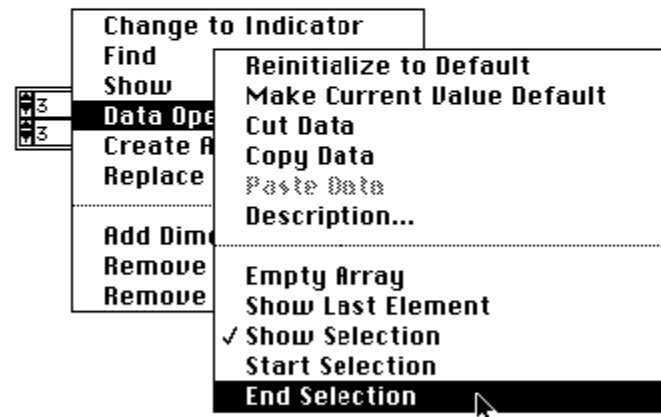 Change to Indicator
Find
Show
Data Ope
Create A
Replace
Add Dim
Remove
Remove
3
3
Reinitialize to Default
Make Current Value Default
Cut Data
Copy Data
Paste Data
Description...
Empty Array
Show Last Element
✓ Show Selection
Start Selection
End Selection